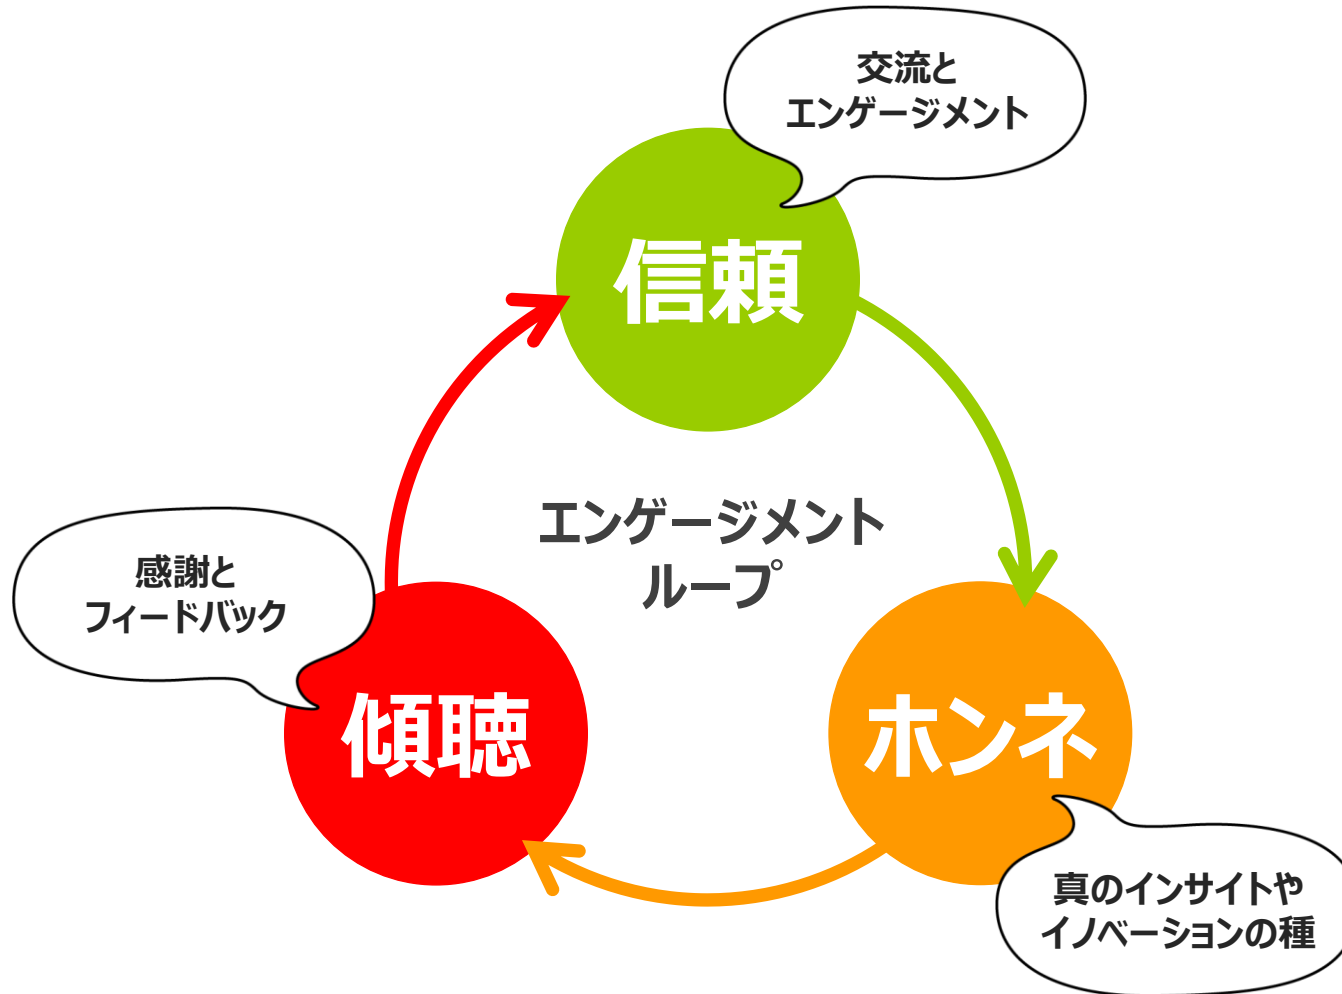 交流と
エンゲージメント
信頼
エンゲージメント
ループ
感謝と
フィードバック
傾聴
ホンネ
真のインサイトや
イノベーションの種